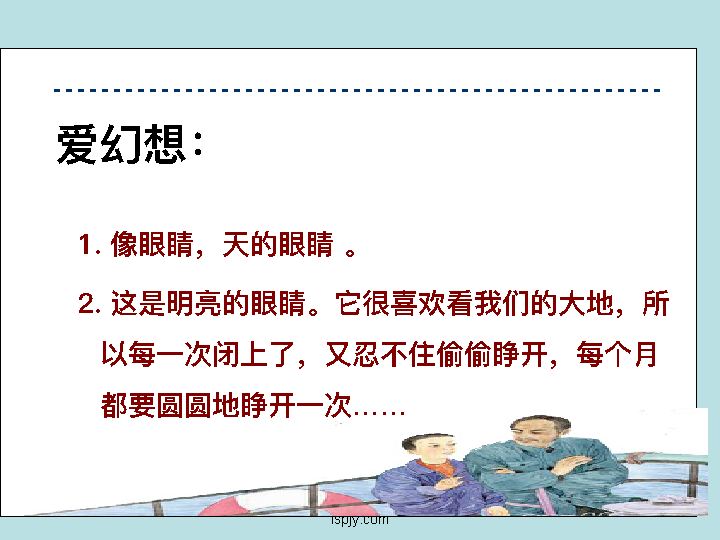 爱幻想：
1. 像眼睛，天的眼睛 。
2. 这是明亮的眼睛。它很喜欢看我们的大地，所
以每一次闭上了，又忍不住偷偷睁开，每个月
都要圆圆地睁开一次……
lspjy.com